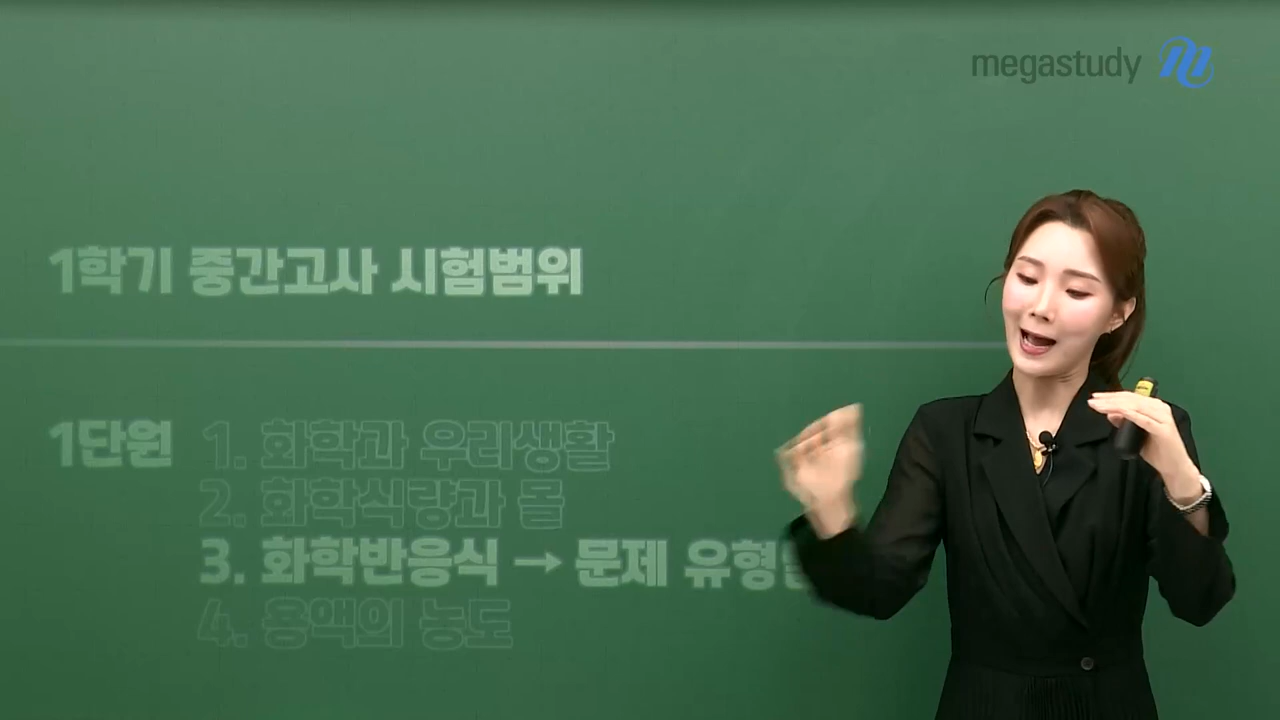 megastudy
1학기 중간고사 시험범위
1단원 1. 화학과 우리생활
2. 화학식량과 몰
3. 화학반응식 → 문제 유형
4. 용액의 농도